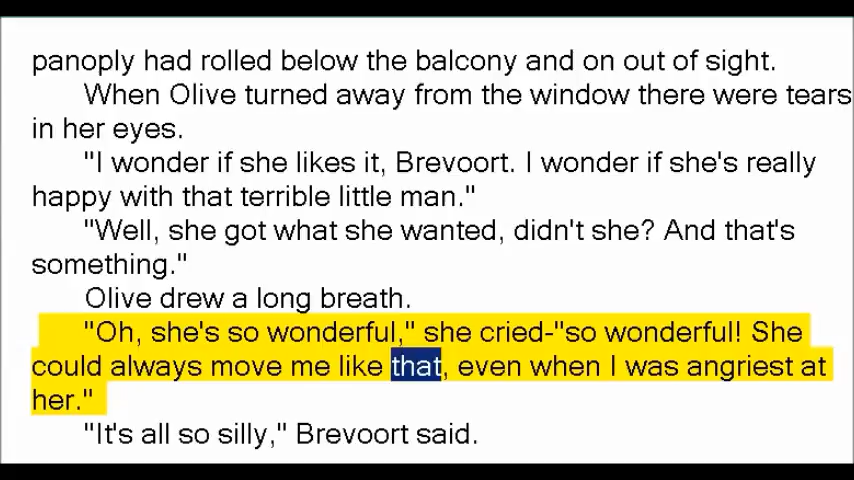 panoply had rolled below the balcony and on out of sight.
When Olive turned away from the window there were tears
in her eyes.
"I wonder if she likes it, Brevoort. I wonder if she's really
happy with that terrible little man."
"Well, she got what she wanted, didn't she? And that's
something."
Olive drew a long breath.
"Oh, she's so wonderful," she cried-"so wonderful! She
could always move me like that, even when I was angriest at
her."
"It's all so silly," Brevoort said.